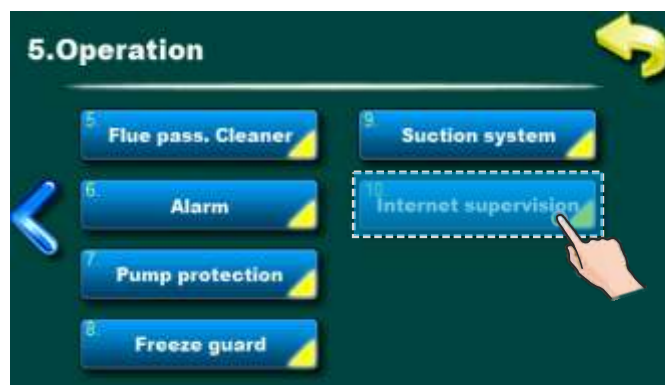 5.Operation
5.
Flue pass. Cleaner
6.
Alarm
7.
Pump protection
8.
Freeze guard
9.
Suction system
10.
Internet supervision